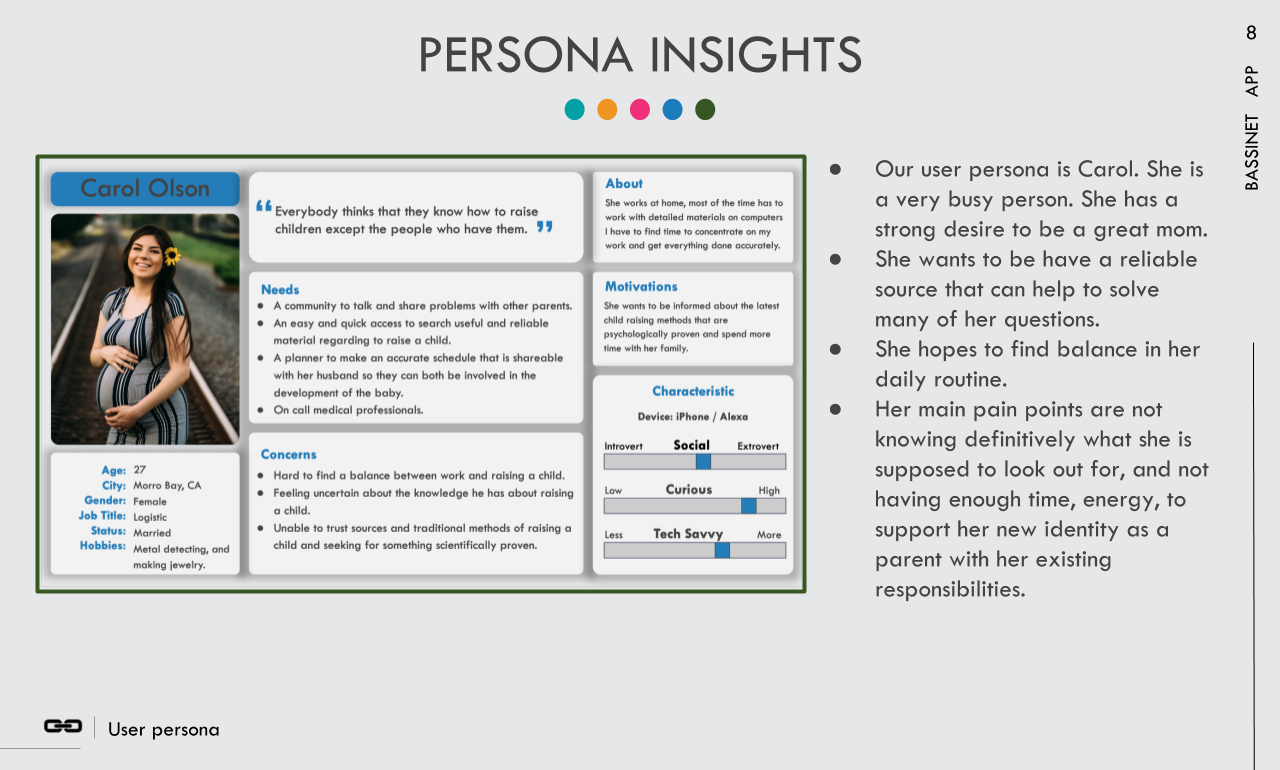 PERSONA INSIGHTS
8
BASSINET APP
Carol Olson
“ Everybody thinks that they know how to raise
children except the people who have them. ”
About
She works at home, most of the time has to
work with detailed materials on computers
I have to find time to concentrate on my
work and get everything done accurately.
Needs
● A community to talk and share problems with other parents.
● An easy and quick access to search useful and reliable
material regarding to raise a child.
● A planner to make an accurate schedule that is shareable
with her husband so they can both be involved in the
development of the baby.
● On call medical professionals.
Motivations
She wants to be informed about the latest
child raising methods that are
psychologically proven and spend more
time with her family.
Characteristic
Device: iPhone / Alexa
Introvert Social Extrovert
Low Curious High
Less Tech Savvy More
Age: 27
City: Morro Bay, CA
Gender: Female
Job Title: Logistic
Status: Married
Hobbies: Metal detecting, and
making jewelry.
Concerns
● Hard to find a balance between work and raising a child.
● Feeling uncertain about the knowledge he has about raising
a child.
● Unable to trust sources and traditional methods of raising a
child and seeking for something scientifically proven.
● Our user persona is Carol. She is
a very busy person. She has a
strong desire to be a great mom.
● She wants to be have a reliable
source that can help to solve
many of her questions.
● She hopes to find balance in her
daily routine.
● Her main pain points are not
knowing definitively what she is
supposed to look out for, and not
having enough time, energy, to
support her new identity as a
parent with her existing
responsibilities.
User persona